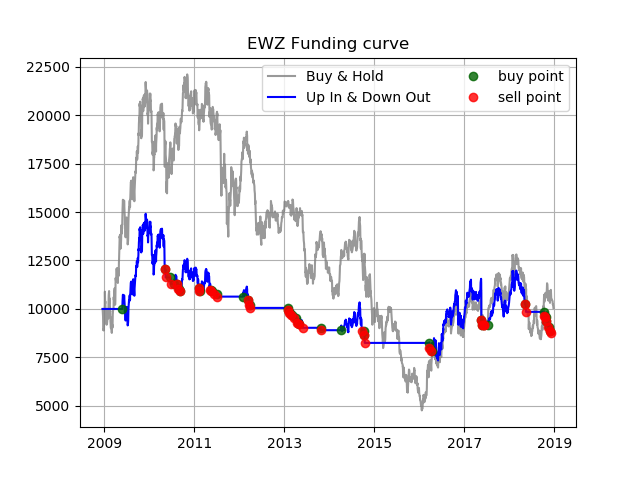 EWZ Funding curve
22500
20000
17500
15000
12500
10000
7500
5000
2009 2011 2013 2015 2017 2019
Buy & Hold
Up In & Down Out
buy point
sell point